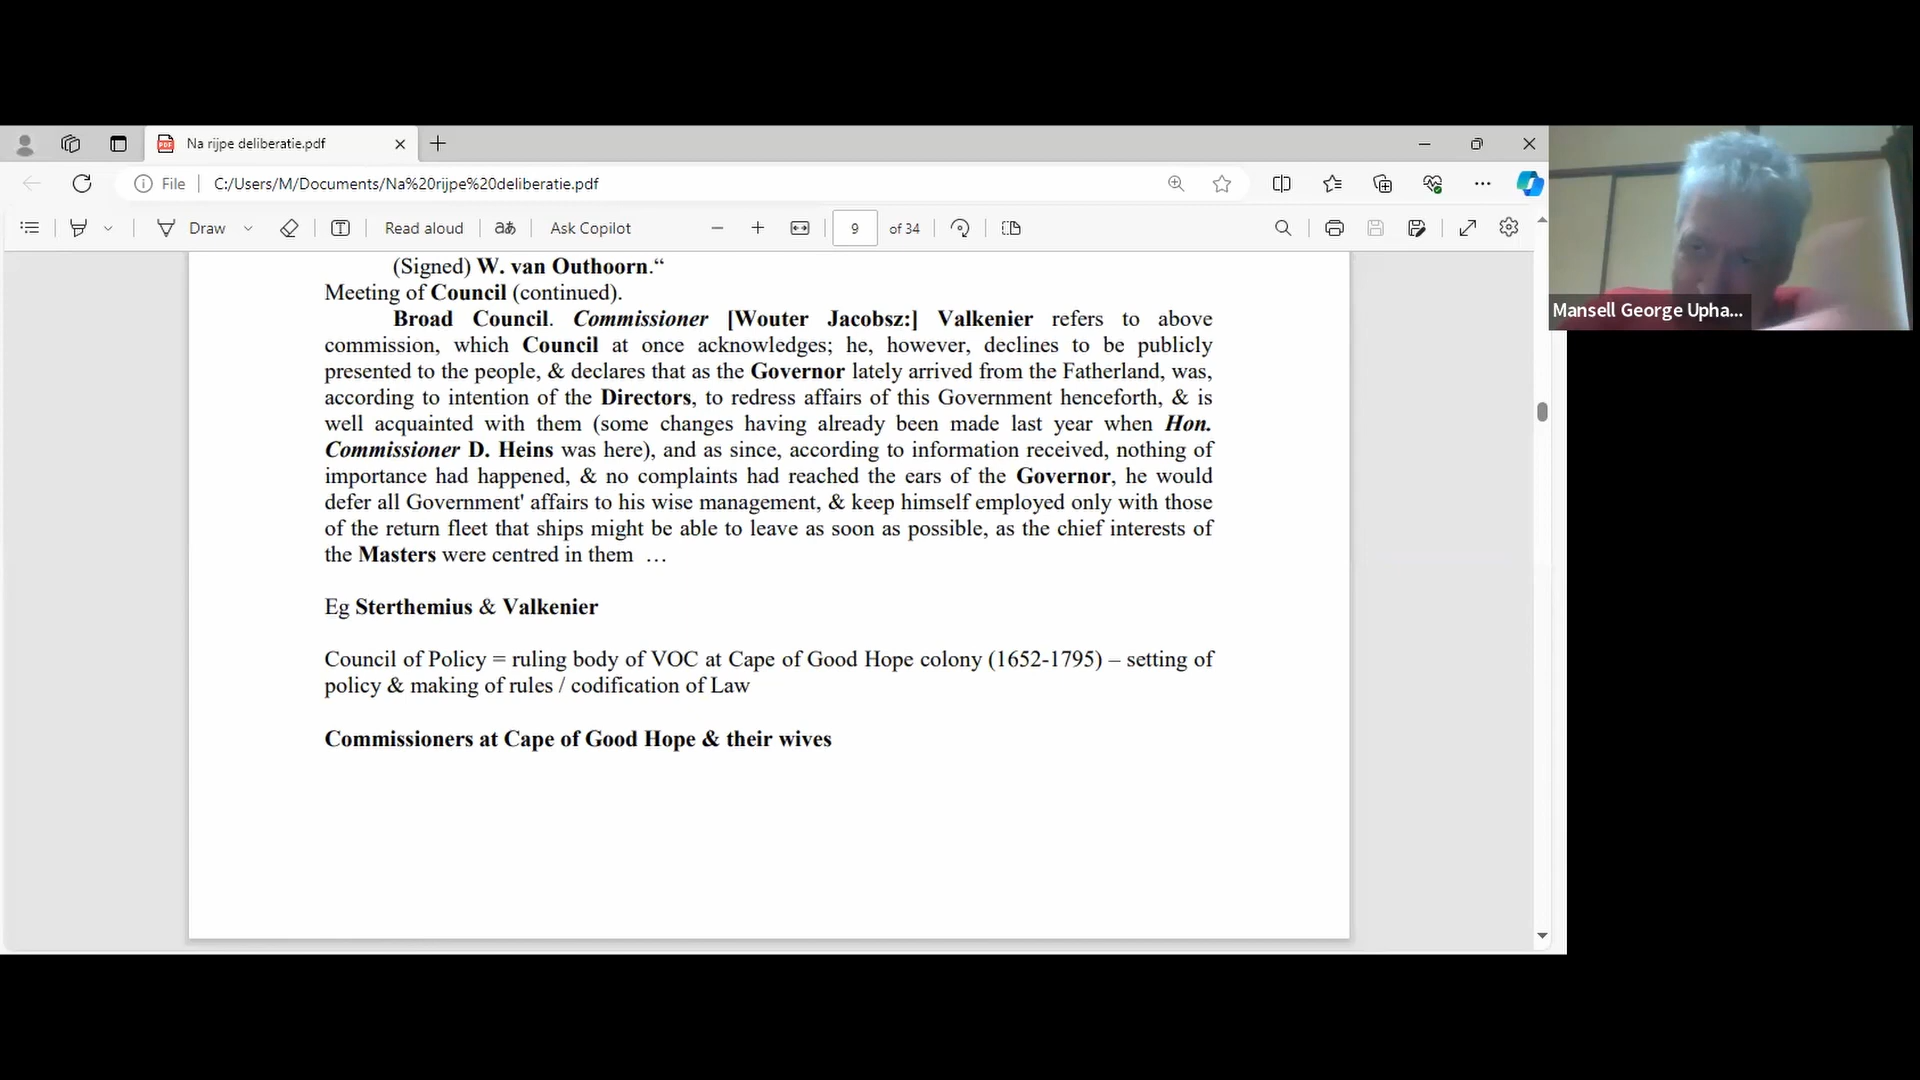 Na rijpe deliberatie.pdf
File
C:/Users/M/Documents/Na%20rijpe%20deliberatie.pdf
Draw
Read aloud
aあ
Ask Copilot
9 of 34
(Signed) W. van Outhoorn.“
Meeting of Council (continued).
Broad Council. Commissioner [Wouter Jacobsz:] Valkenier refers to above
commission, which Council at once acknowledges; he, however, declines to be publicly
presented to the people, & declares that as the Governor lately arrived from the Fatherland, was,
according to intention of the Directors, to redress affairs of this Government henceforth, & is
well acquainted with them (some changes having already been made last year when Hon.
Commissioner D. Heins was here), and as since, according to information received, nothing of
importance had happened, & no complaints had reached the ears of the Governor, he would
defer all Government' affairs to his wise management, & keep himself employed only with those
of the return fleet that ships might be able to leave as soon as possible, as the chief interests of
the Masters were centred in them …
Eg Sterthemius & Valkenier
Council of Policy = ruling body of VOC at Cape of Good Hope colony (1652-1795) – setting of
policy & making of rules / codification of Law
Commissioners at Cape of Good Hope & their wives
Mansell George Upha...